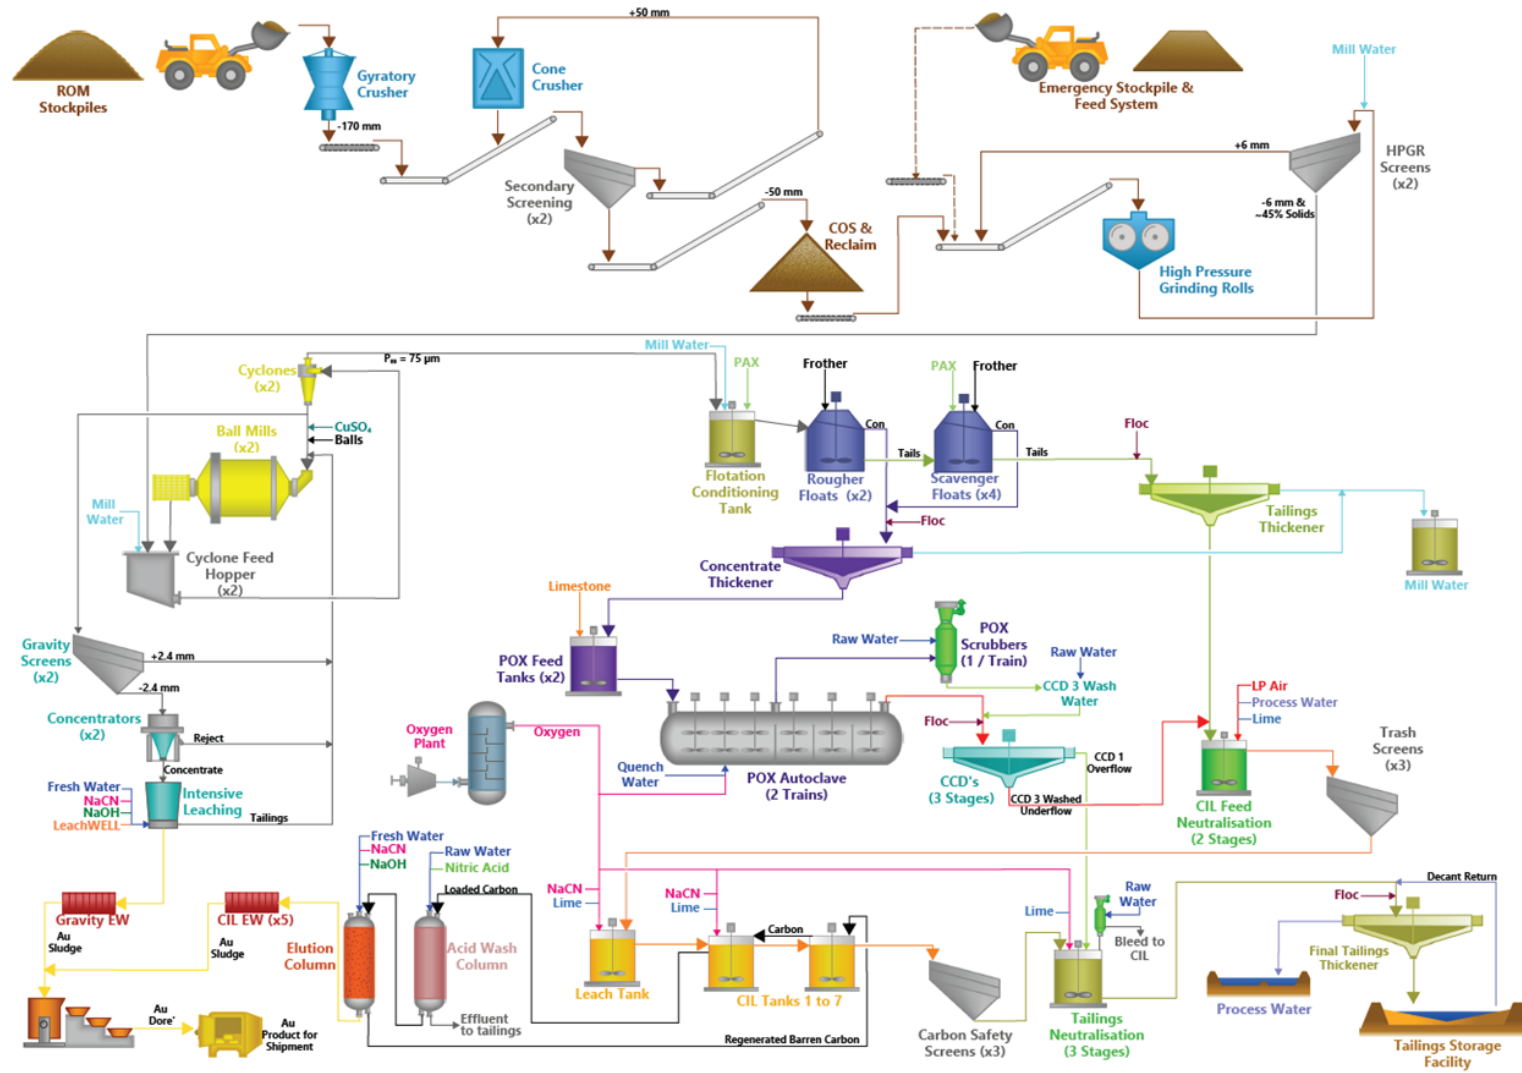 +50 mm
ROM
Stockpiles
Gyratory
Crusher
-170 mm
Cone
Crusher
Secondary
Screening
(x2)
-50 mm
COS &
Reclaim
Emergency Stockpile &
Feed System
Mill Water
+6 mm
HPGR
Screens
(x2)
-6 mm &
~45% Solids
High Pressure
Grinding Rolls
Cyclones
(x2)
= 75 µm
CuSO₄
Balls
Ball Mills
(x2)
Mill
Water
Cyclone Feed
Hopper
(x2)
Gravity
Screens
(x2)
+2.4 mm
-2.4 mm
Concentrators
(x2)
Reject
Concentrate
Intensive
Leaching
Fresh Water
NaCN
NaOH
LeachWELL
Tailings
Mill Water
PAX
Flotation
Conditioning
Tank
Frother
Con
Tails
Rougher
Floats (x2)
PAX
Frother
Con
Tails
Scavenger
Floats (x4)
Floc
Floc
Tailings
Thickener
Mill Water
Concentrate
Thickener
Limestone
POX Feed
Tanks (x2)
Raw Water
POX
Scrubbers
(1 / Train)
Raw Water
CCD 3 Wash
Water
Oxygen
Plant
Oxygen
Quench
Water
POX Autoclave
(2 Trains)
Floc
CCD's
(3 Stages)
CCD 1
Overflow
CCD 3 Washed
Underflow
LP Air
Process Water
Lime
CIL Feed
Neutralisation
(2 Stages)
Trash
Screens
(x3)
Fresh Water
NaCN
NaOH
Raw Water
Nitric Acid
Loaded Carbon
Gravity EW
CIL EW (x5)
Au
Sludge
Au
Sludge
Elution
Column
Acid Wash
Column
Effluent
to tailings
Au
Dore'
Au
Product for
Shipment
Regenerated Barren Carbon
NaCN
Lime
Leach Tank
NaCN
Lime
Carbon
CIL Tanks 1 to 7
Carbon Safety
Screens (x3)
Lime
Raw
Water
Bleed to
CIL
Tailings
Neutralisation
(3 Stages)
Floc
Decant Return
Final Tailings
Thickener
Process Water
Tailings Storage
Facility